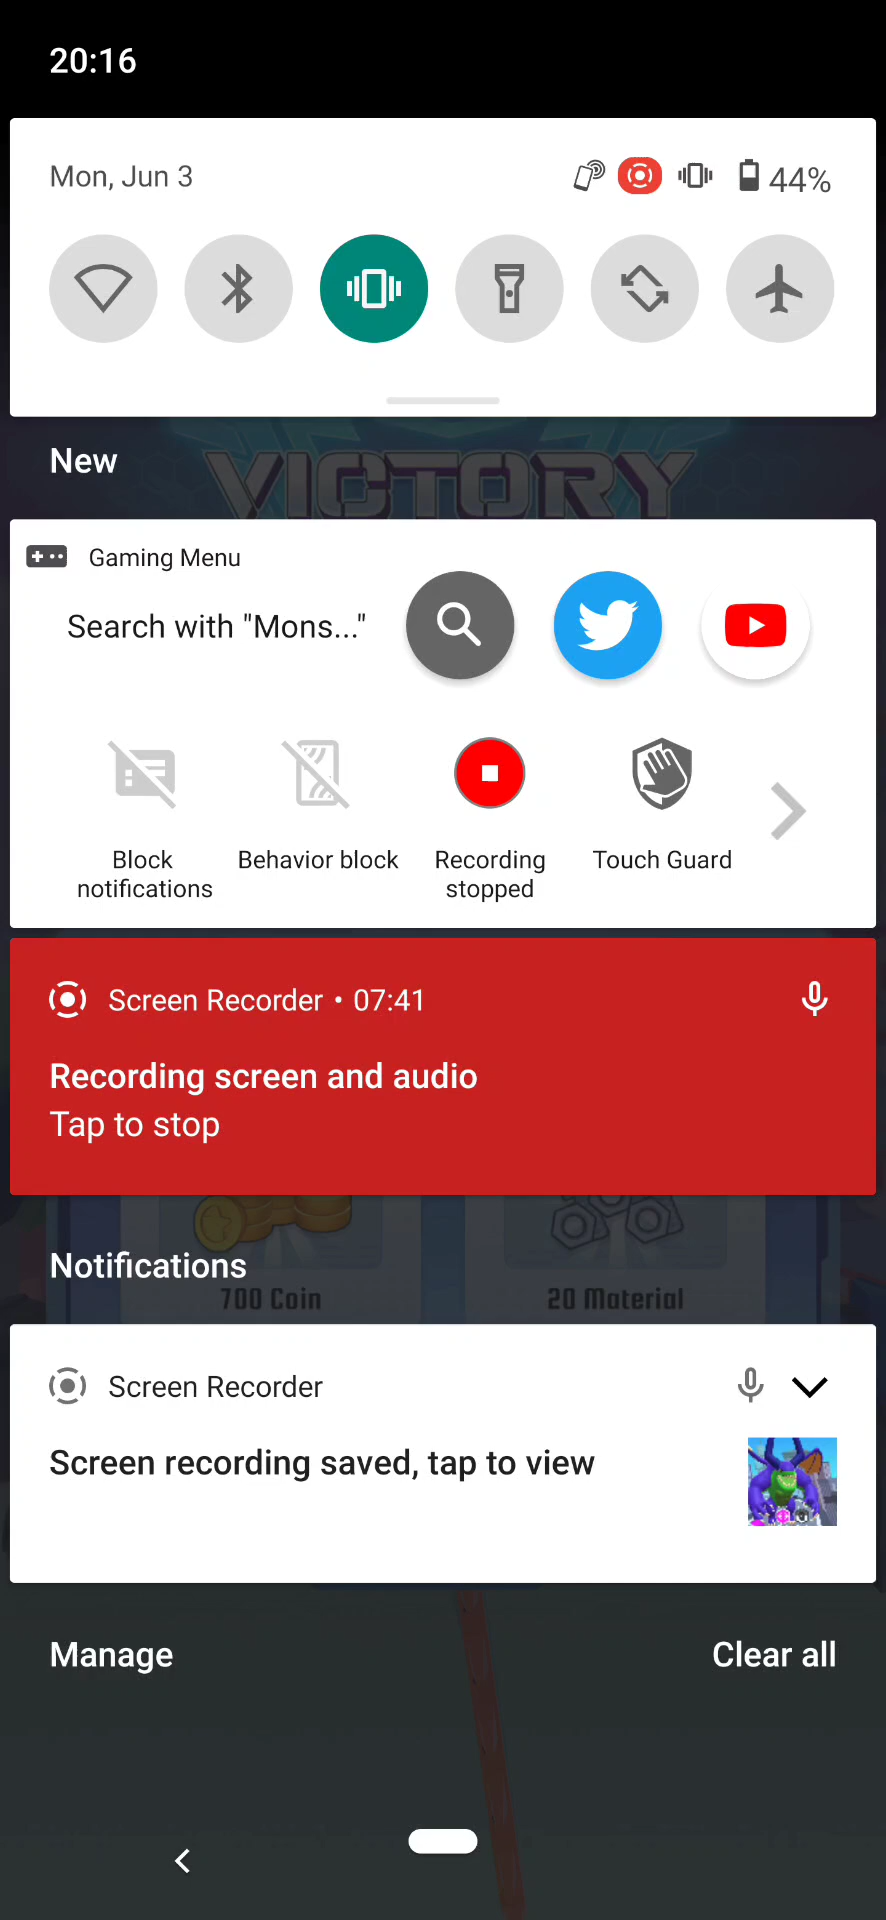 20:16
Mon, Jun 3
44%
New
VICTORY
Gaming Menu
Search with "Mons..."
Block
notifications
Behavior block
Recording
stopped
Touch Guard
Screen Recorder • 07:41
Recording screen and audio
Tap to stop
Notifications
700 Coin
20 Material
Screen Recorder
Screen recording saved, tap to view
Manage
Clear all